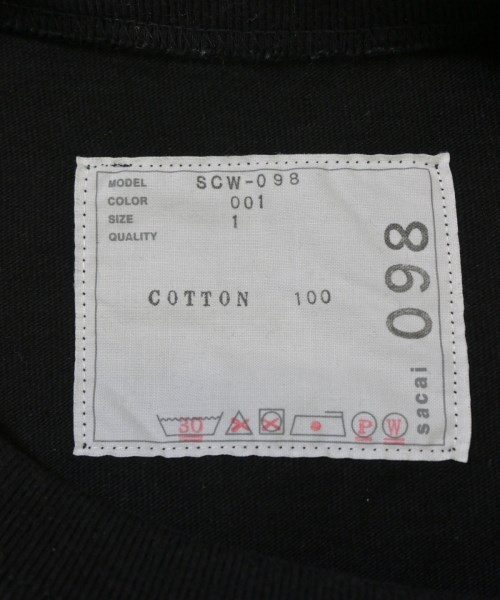 MODEL SCW-098
COLOR 001
SIZE 1
QUALITY
COTTON 100
30
P
W
sacai 098